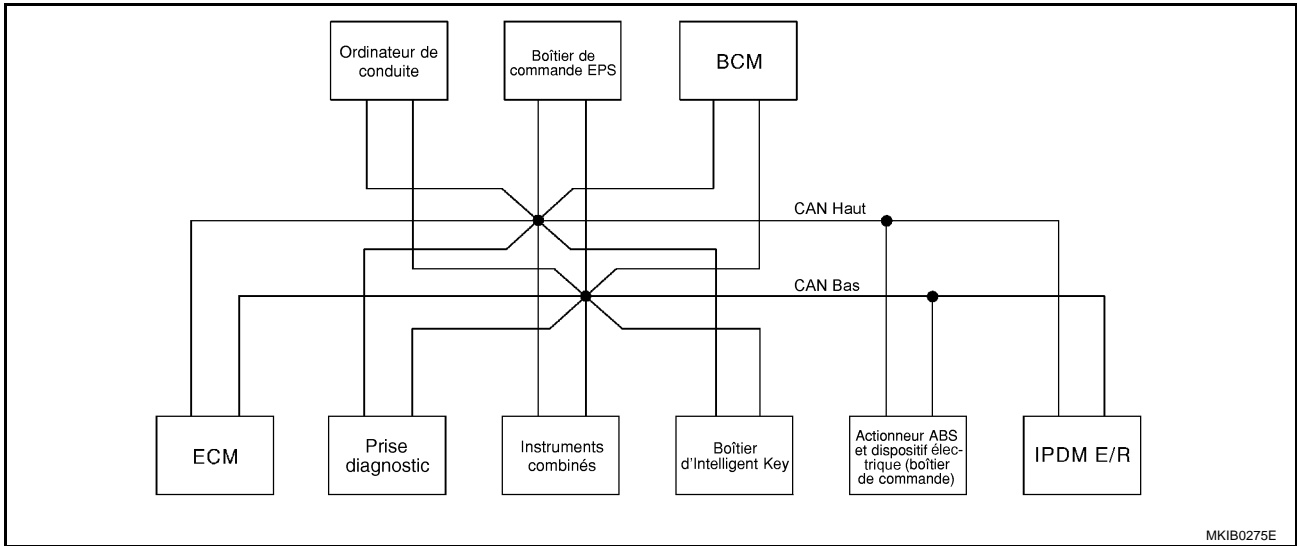 Ordinateur de
conduite
Boîtier de
commande EPS
BCM
CAN Haut
CAN Bas
ECM
Prise
diagnostic
Instruments
combinés
Boîtier
d'Intelligent Key
Actionneur ABS
et dispositif élec-
trique (boîtier
de commande)
IPDM E/R
MKIB0275E